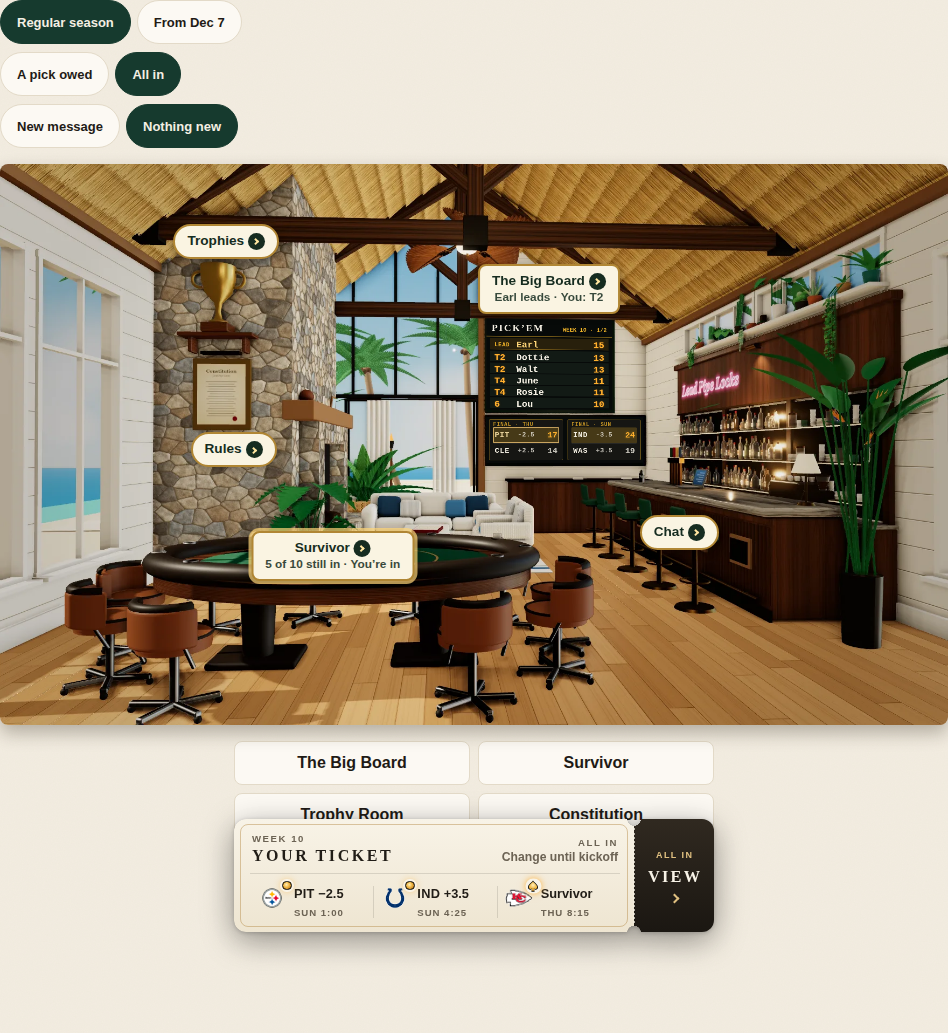 Regular season
From Dec 7
A pick owed
All in
New message
Nothing new
Trophies
The Big Board
Earl leads · You: T2
PICK'EM
WEEK 10 · 1/2
LEAD Earl 15
T2 Dottie 13
T2 Walt 13
T4 June 11
T4 Rosie 11
6 Lou 10
Lead Pipe Locks
Constitution
FINAL · THU
FINAL · SUN
PIT -2.5 17
IND -3.5 24
CLE +2.5 14
WAS +3.5 19
Rules
Chat
Survivor
5 of 10 still in · You're in
The Big Board
Survivor
Trophy Room
Constitution
WEEK 10
YOUR TICKET
ALL IN
Change until kickoff
PIT −2.5
SUN 1:00
IND +3.5
SUN 4:25
Survivor
THU 8:15
ALL IN
VIEW